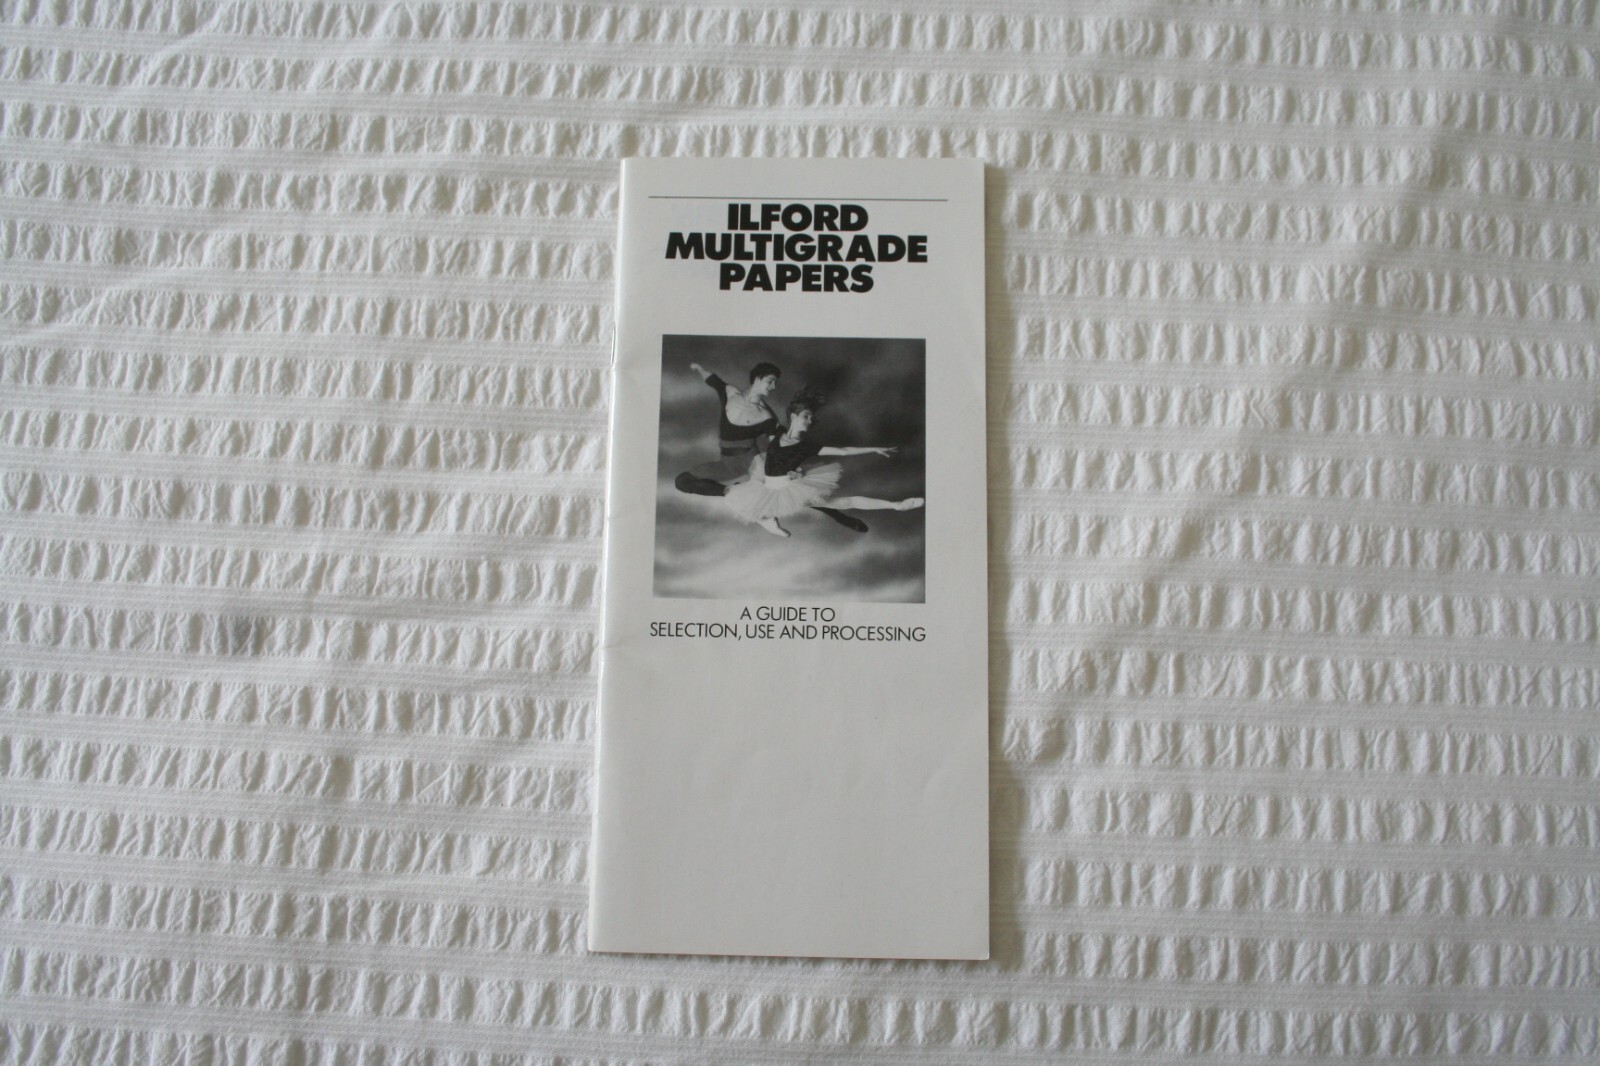 ILFORD
MULTIGRADE
PAPERS
A GUIDE TO
SELECTION, USE AND PROCESSING